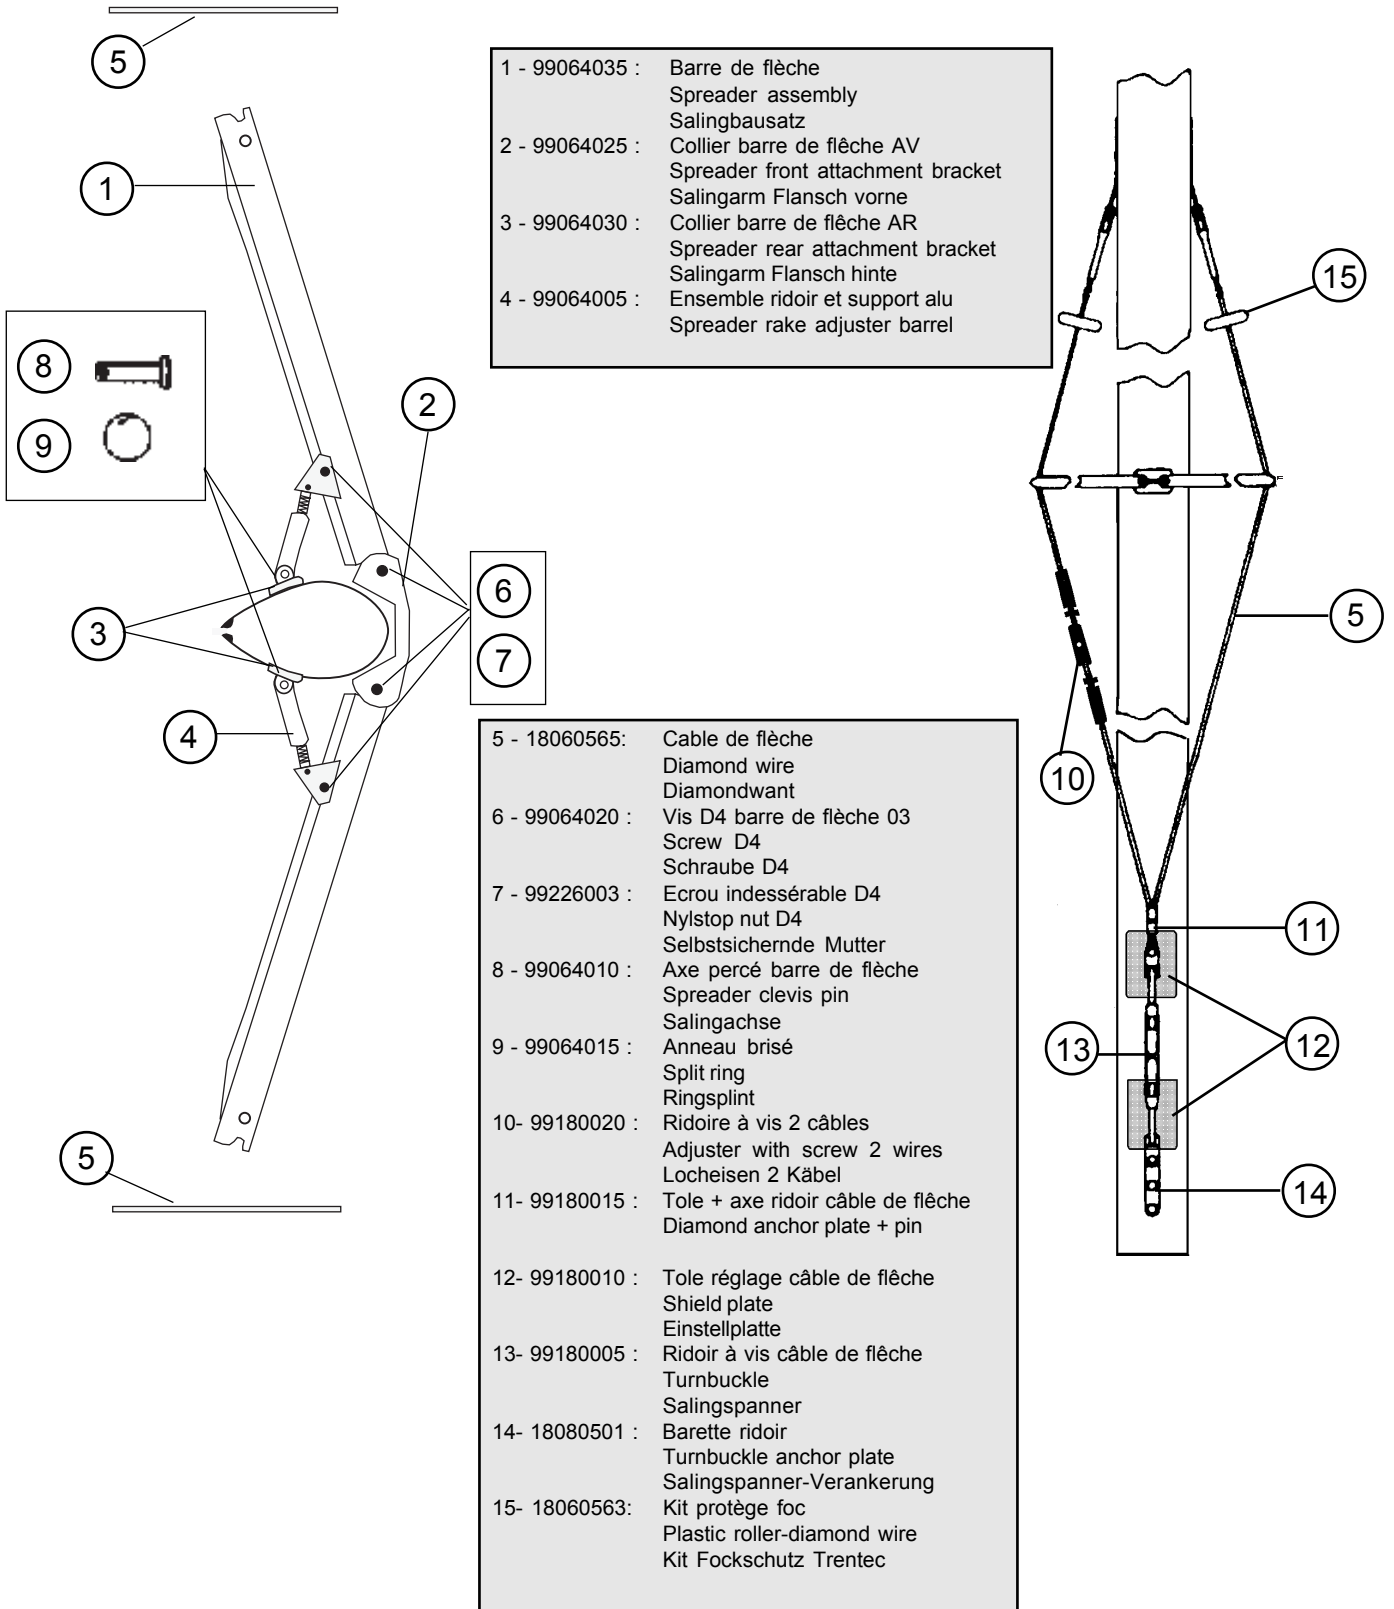 5
1
8
9
2
3
4
6
7
5
1 - 99064035 : Barre de flèche
Spreader assembly
Salingbausatz
2 - 99064025 : Collier barre de flêche AV
Spreader front attachment bracket
Salingarm Flansch vorne
3 - 99064030 : Collier barre de flêche AR
Spreader rear attachment bracket
Salingarm Flansch hinte
4 - 99064005 : Ensemble ridoir et support alu
Spreader rake adjuster barrel
5 - 18060565: Cable de flèche
Diamond wire
Diamondwant
6 - 99064020 : Vis D4 barre de flèche 03
Screw D4
Schraube D4
7 - 99226003 : Ecrou indessérable D4
Nylstop nut D4
Selbstsichernde Mutter
8 - 99064010 : Axe percé barre de flèche
Spreader clevis pin
Salingachse
9 - 99064015 : Anneau brisé
Split ring
Ringsplint
10- 99180020 : Ridoire à vis 2 câbles
Adjuster with screw 2 wires
Locheisen 2 Käbel
11- 99180015 : Tole + axe ridoir câble de flêche
Diamond anchor plate + pin
12- 99180010 : Tole réglage câble de flêche
Shield plate
Einstellplatte
13- 99180005 : Ridoir à vis câble de flêche
Turnbuckle
Salingspanner
14- 18080501 : Barette ridoir
Turnbuckle anchor plate
Salingspanner-Verankerung
15- 18060563: Kit protège foc
Plastic roller-diamond wire
Kit Fockschutz Trentec
15
5
10
11
12
13
14